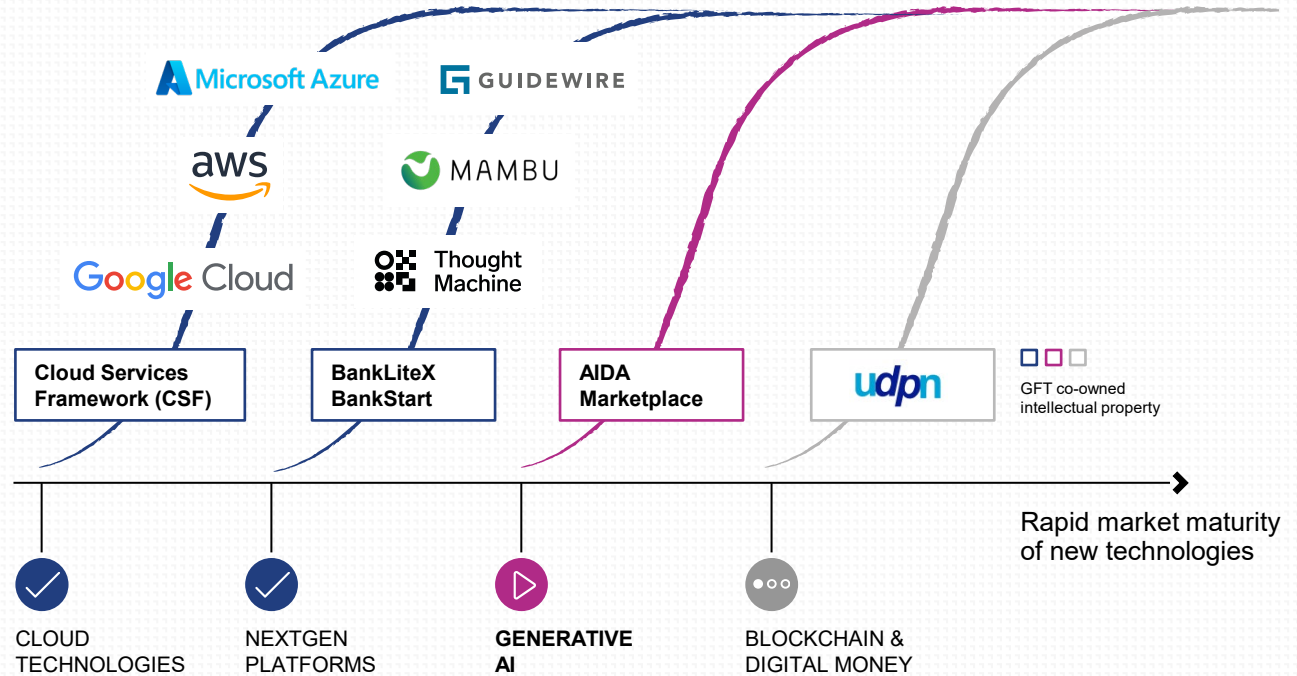 Microsoft Azure
GUIDEWIRE
aws
MAMBU
Google Cloud
Thought
Machine
Cloud Services
Framework (CSF)
BankLiteX
BankStart
AIDA
Marketplace
udpn
GFT co-owned
intellectual property
Rapid market maturity
of new technologies
CLOUD
TECHNOLOGIES
NEXTGEN
PLATFORMS
GENERATIVE
AI
BLOCKCHAIN &
DIGITAL MONEY